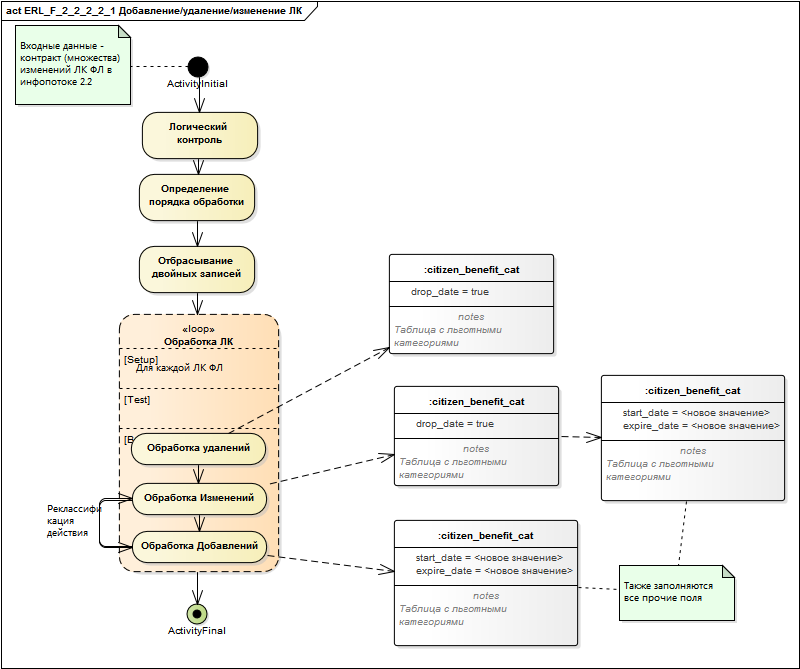 act ERL_F_2_2_2_2_1 Добавление/удаление/изменение ЛК
Входные данные -
контракт (множества)
изменений ЛК ФЛ в
инфопотоке 2.2
ActivityInitial
Логический
контроль
Определение
порядка обработки
Отбрасывание
двойных записей
«loop»
Обработка ЛК
[Setup]
Для каждой ЛК ФЛ
[Test]
Обработка удалений
Обработка Изменений
Обработка Добавлений
Реклассифи
кация
действия
ActivityFinal
:citizen_benefit_cat
drop_date = true
notes
Таблица с льготными
категориями
:citizen_benefit_cat
drop_date = true
notes
Таблица с льготными
категориями
:citizen_benefit_cat
start_date = <новое значение>
expire_date = <новое значение>
notes
Таблица с льготными
категориями
:citizen_benefit_cat
start_date = <новое значение>
expire_date = <новое значение>
notes
Таблица с льготными
категориями
Также заполняются
все прочие поля